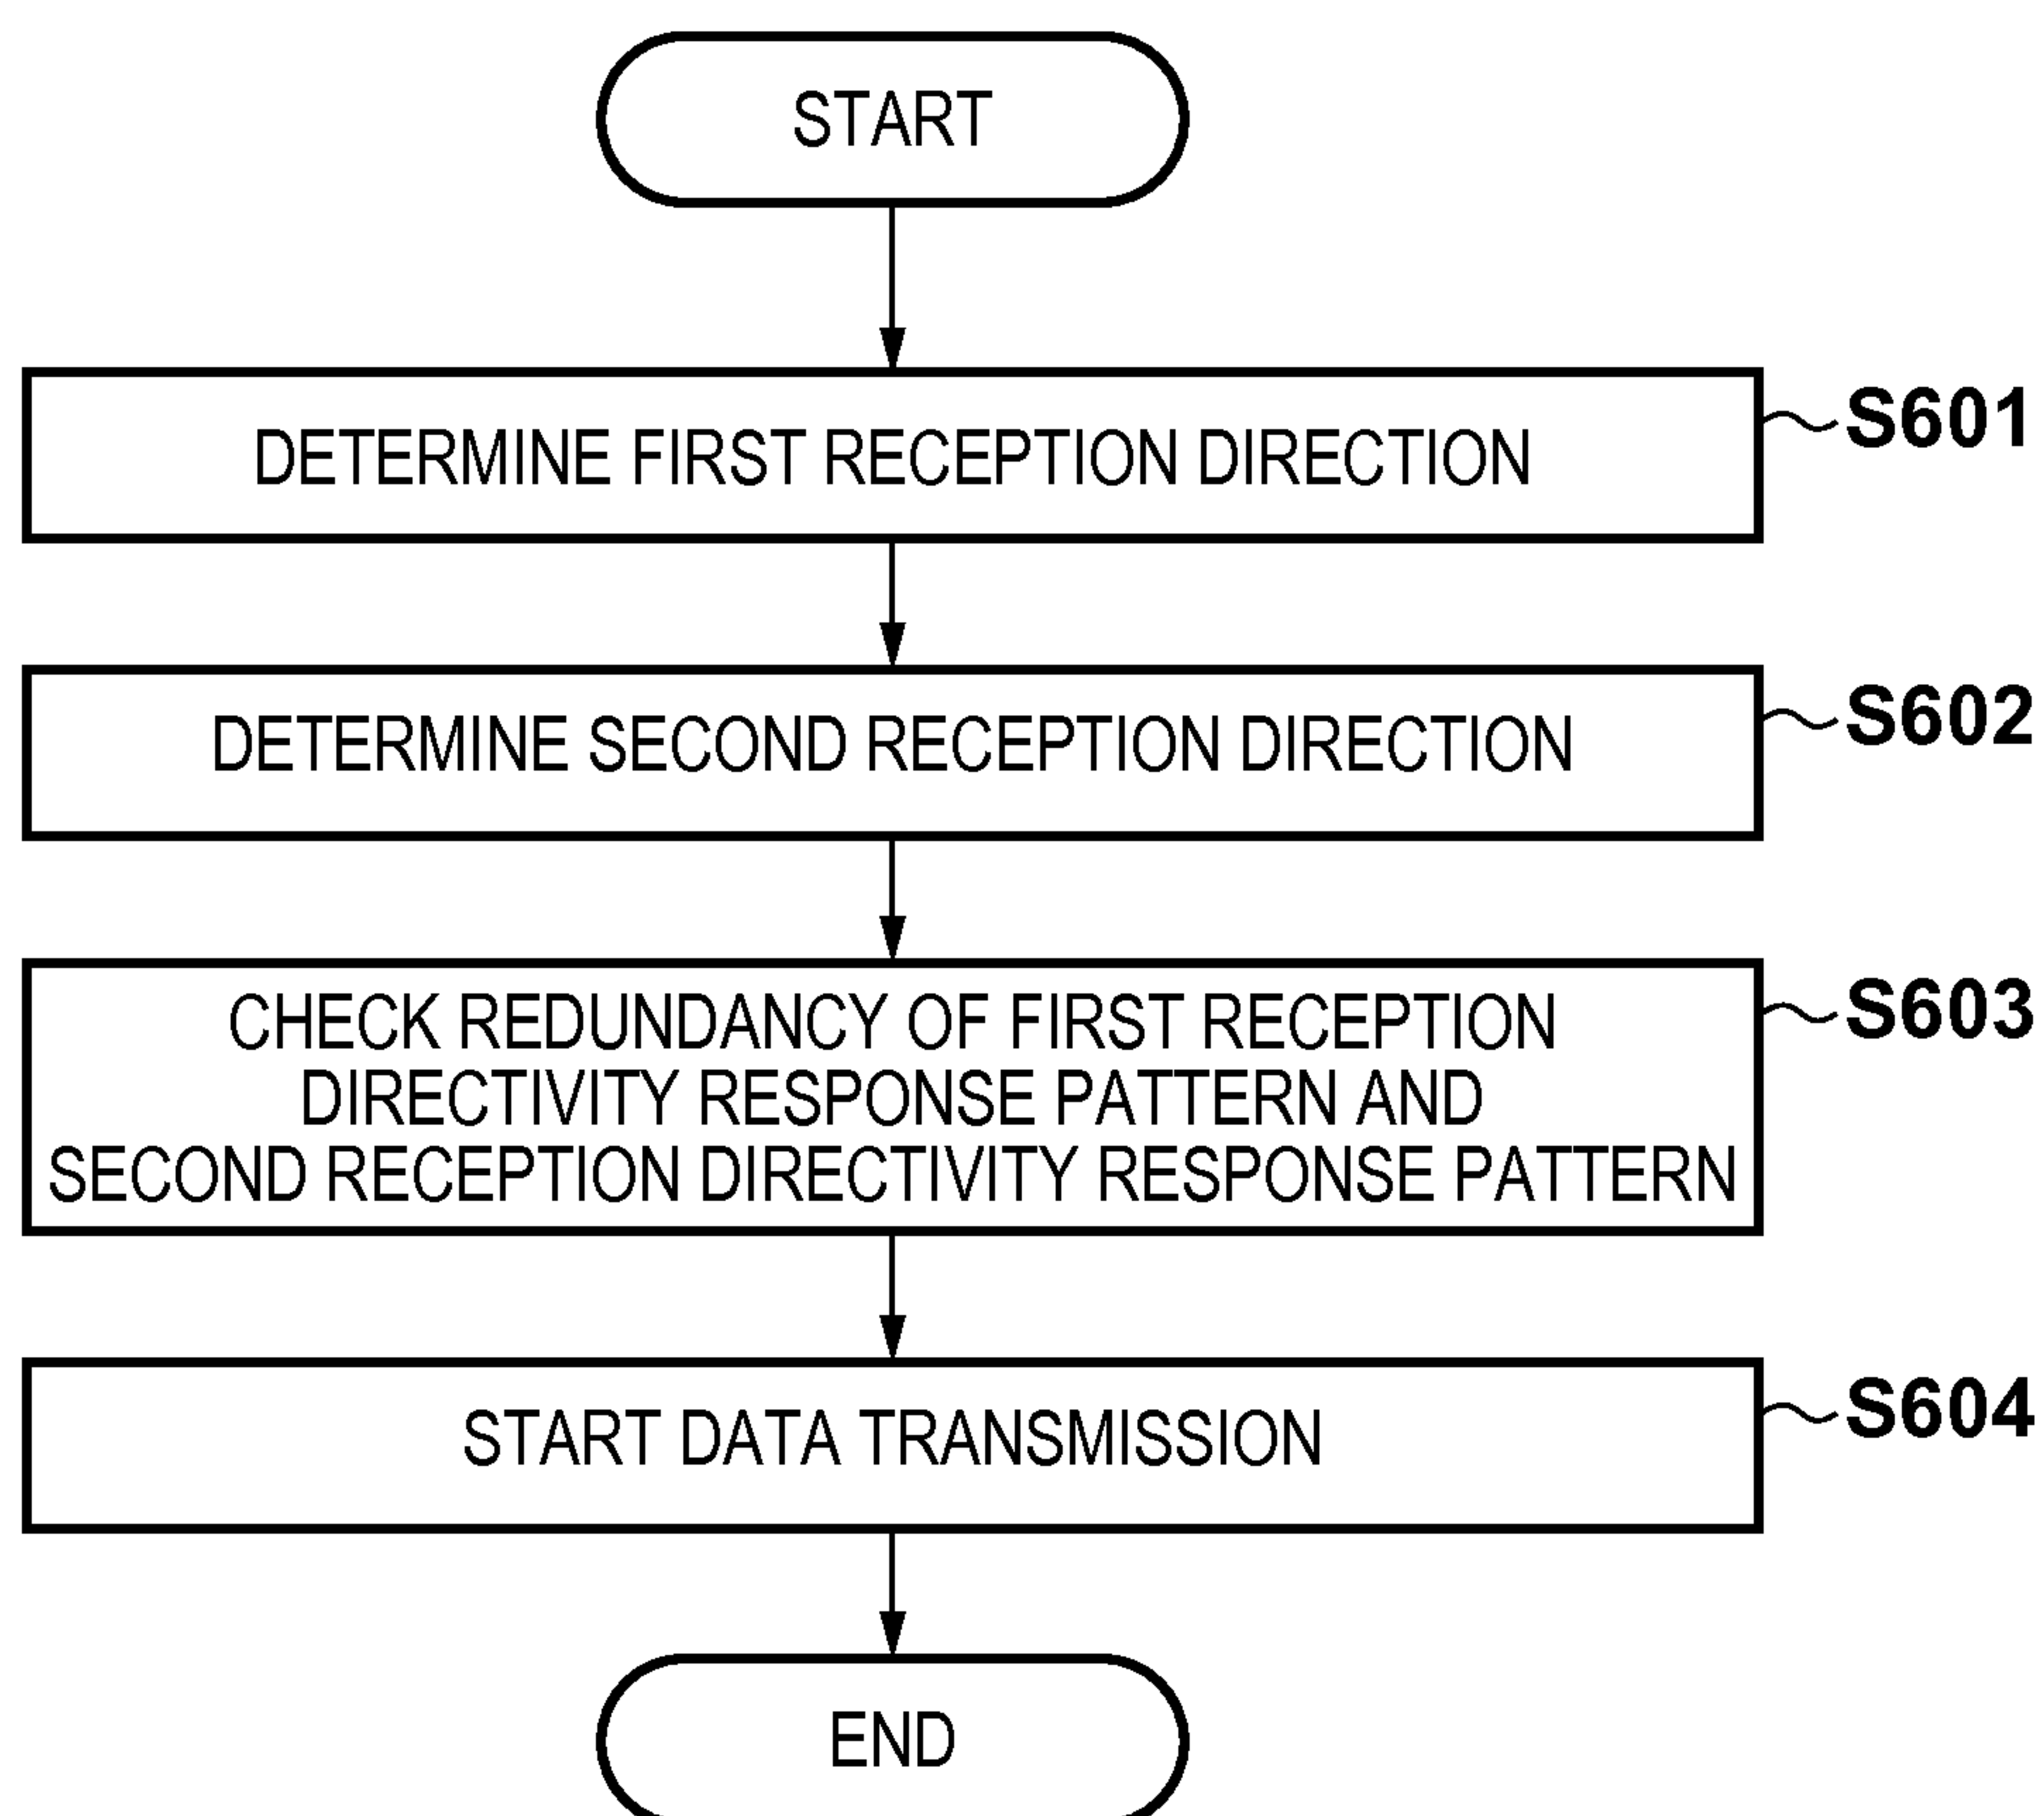 START
DETERMINE FIRST RECEPTION DIRECTION
S601
DETERMINE SECOND RECEPTION DIRECTION
S602
CHECK REDUNDANCY OF FIRST RECEPTION
DIRECTIVITY RESPONSE PATTERN AND
SECOND RECEPTION DIRECTIVITY RESPONSE PATTERN
S603
START DATA TRANSMISSION
S604
END